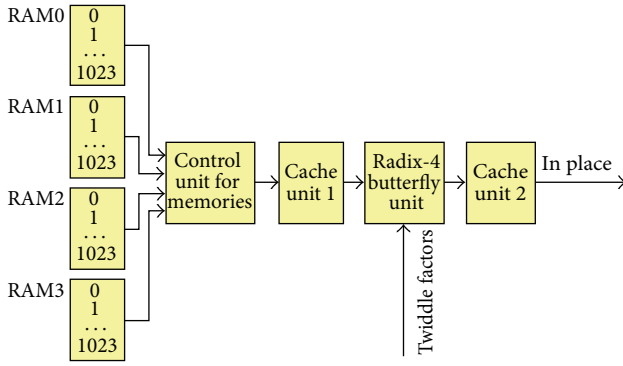 RAM0
0
1
...
1023
RAM1
0
1
...
1023
RAM2
0
1
...
1023
RAM3
0
1
...
1023
Control
unit for
memories
Cache
unit 1
Radix-4
butterfly
unit
Cache
unit 2
In place
Twiddle factors